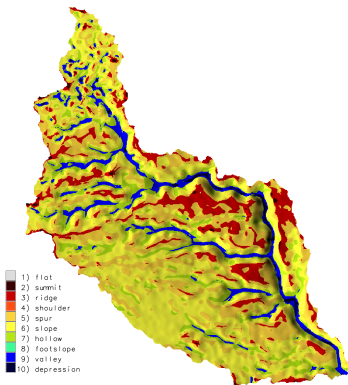 1) flat
2) summit
3) ridge
4) shoulder
5) spur
6) slope
7) hollow
8) footslope
9) valley
10) depression